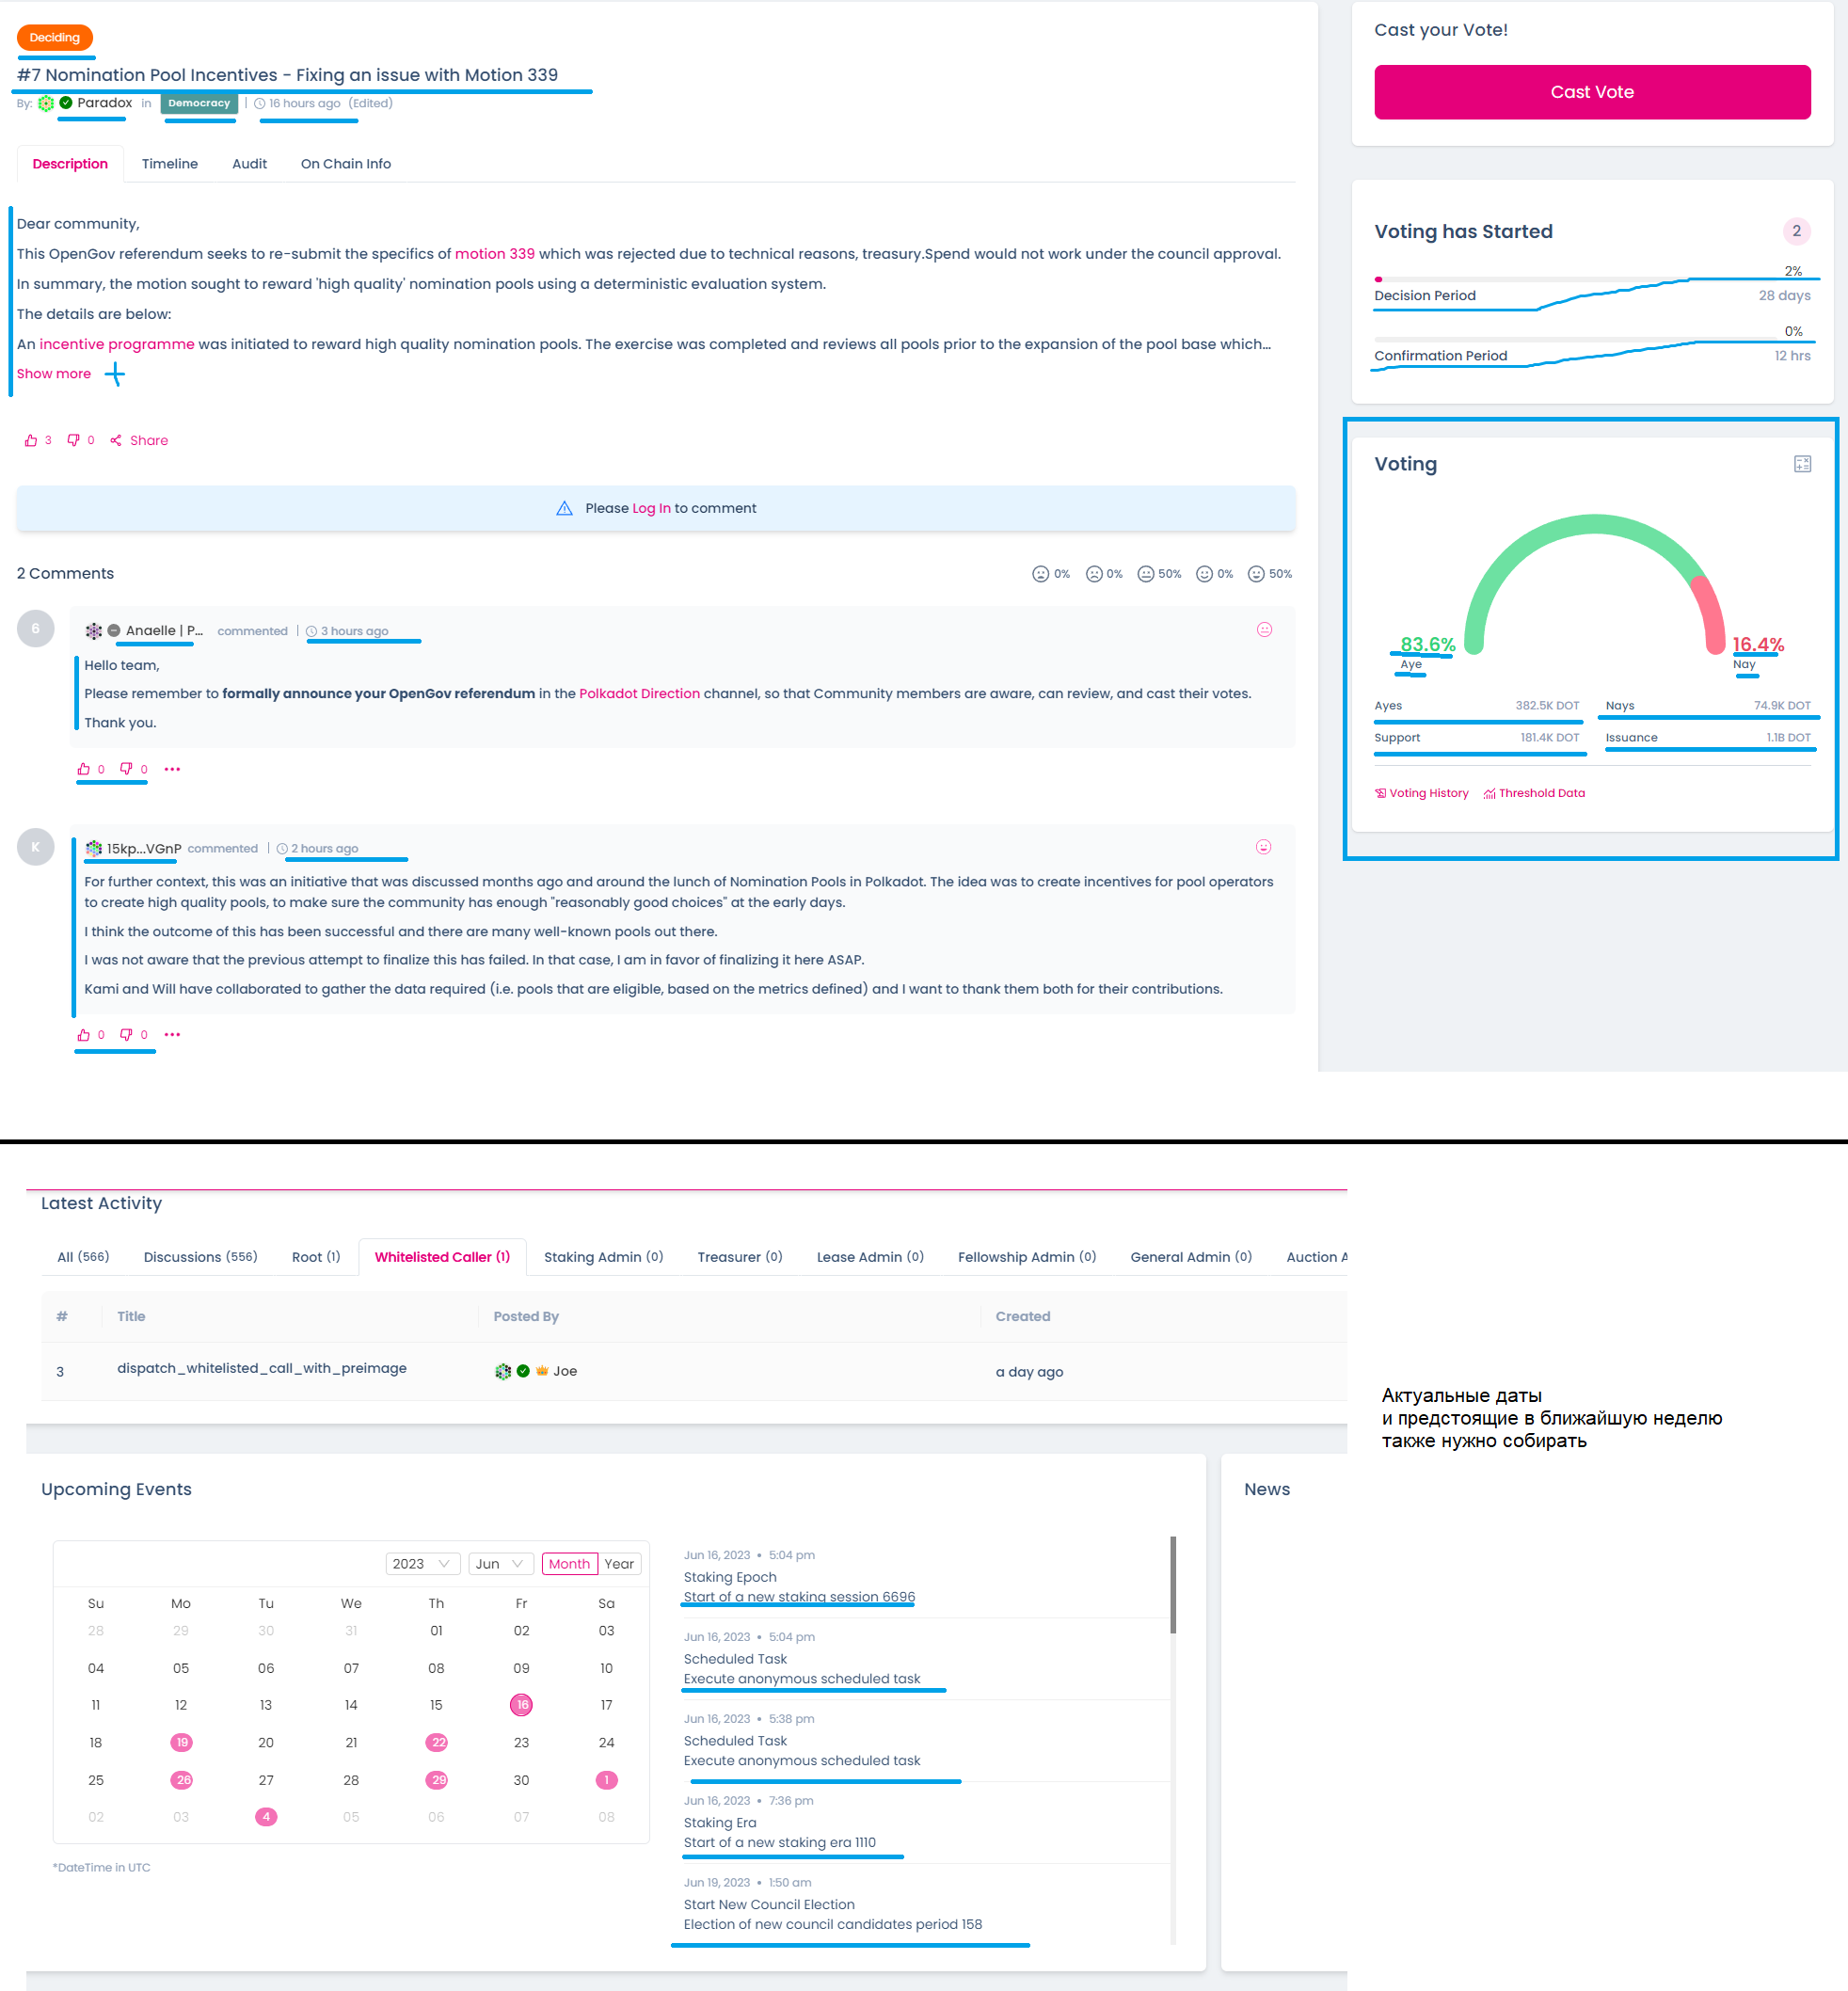 Deciding
#7 Nomination Pool Incentives - Fixing an issue with Motion 339
By: Paradox in Democracy | 16 hours ago (Edited)
Description Timeline Audit On Chain Info
Dear community,
This OpenGov referendum seeks to re-submit the specifics of motion 339 which was rejected due to technical reasons, treasury.Spend would not work under the council approval.
In summary, the motion sought to reward 'high quality' nomination pools using a deterministic evaluation system.
The details are below:
An incentive programme was initiated to reward high quality nomination pools. The exercise was completed and reviews all pools prior to the expansion of the pool base which...
Show more
3 0 Share
Please Log In to comment
2 Comments
0% 0% 50% 0% 50%
6
Anaelle | P... commented | 3 hours ago
Hello team,
Please remember to formally announce your OpenGov referendum in the Polkadot Direction channel, so that Community members are aware, can review, and cast their votes.
Thank you.
0 0 •••
K
15kp...VGnP commented | 2 hours ago
For further context, this was an initiative that was discussed months ago and around the lunch of Nomination Pools in Polkadot. The idea was to create incentives for pool operators
to create high quality pools, to make sure the community has enough "reasonably good choices" at the early days.
I think the outcome of this has been successful and there are many well-known pools out there.
I was not aware that the previous attempt to finalize this has failed. In that case, I am in favor of finalizing it here ASAP.
Kami and Will have collaborated to gather the data required (i.e. pools that are eligible, based on the metrics defined) and I want to thank them both for their contributions.
0 0 •••
Cast your Vote!
Cast Vote
Voting has Started 2
2%
Decision Period 28 days
0%
Confirmation Period 12 hrs
Voting
83.6% 16.4%
Aye Nay
Ayes 382.5K DOT Nays 74.9K DOT
Support 181.4K DOT Issuance 1.1B DOT
Voting History Threshold Data
Latest Activity
All (566) Discussions (556) Root (1) Whitelisted Caller (1) Staking Admin (0) Treasurer (0) Lease Admin (0) Fellowship Admin (0) General Admin (0) Auction A
# Title Posted By Created
3 dispatch_whitelisted_call_with_preimage Joe a day ago
Актуальные даты
и предстоящие в ближайшую неделю
также нужно собирать
Upcoming Events
2023 Jun Month Year
Su Mo Tu We Th Fr Sa
28 29 30 31 01 02 03
04 05 06 07 08 09 10
11 12 13 14 15 16 17
18 19 20 21 22 23 24
25 26 27 28 29 30 1
02 03 4 05 06 07 08
*DateTime in UTC
Jun 16, 2023 • 5:04 pm
Staking Epoch
Start of a new staking session 6696
Jun 16, 2023 • 5:04 pm
Scheduled Task
Execute anonymous scheduled task
Jun 16, 2023 • 5:38 pm
Scheduled Task
Execute anonymous scheduled task
Jun 16, 2023 • 7:36 pm
Staking Era
Start of a new staking era 1110
Jun 19, 2023 • 1:50 am
Start New Council Election
Election of new council candidates period 158
News